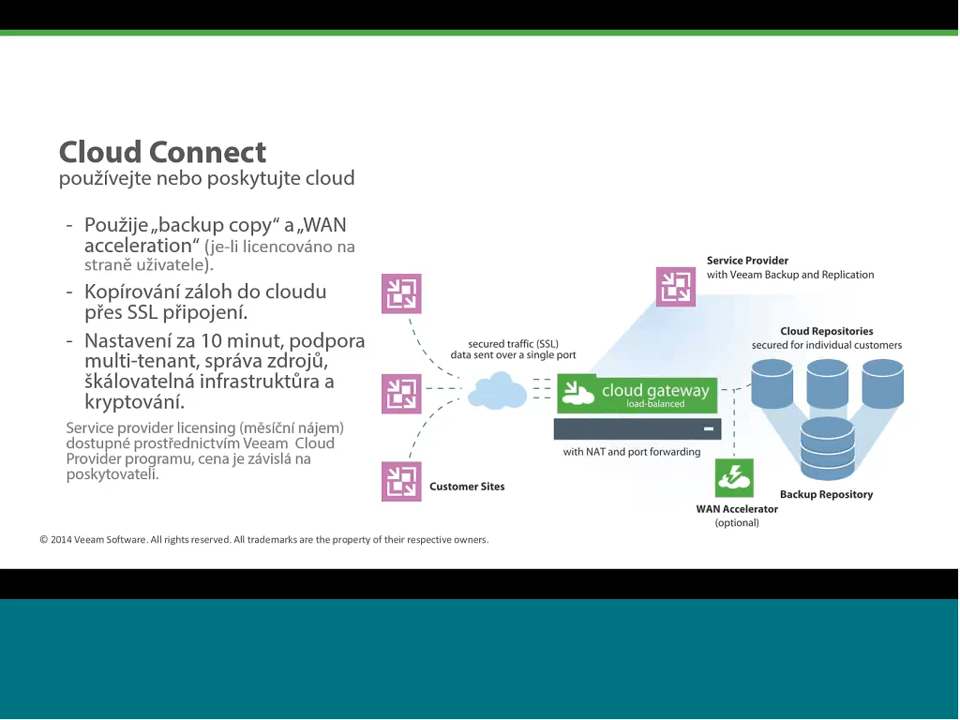 Cloud Connect
používejte nebo poskytujte cloud
- Použije „backup copy“ a „WAN
acceleration“ (je-li licencováno na
straně uživatele).
- Kopírování záloh do cloudu
přes SSL připojení.
- Nastavení za 10 minut, podpora
multi-tenant, správa zdrojů,
škálovatelná infrastruktůra a
kryptování.
Service provider licensing (měsíční nájem)
dostupné prostřednictvím Veeam Cloud
Provider programu, cena je závislá na
poskytovateli.
Service Provider
with Veeam Backup and Replication
Cloud Repositories
secured for individual customers
secured traffic (SSL)
data sent over a single port
cloud gateway
load-balanced
with NAT and port forwarding
Customer Sites
Backup Repository
WAN Accelerator
(optional)
© 2014 Veeam Software. All rights reserved. All trademarks are the property of their respective owners.